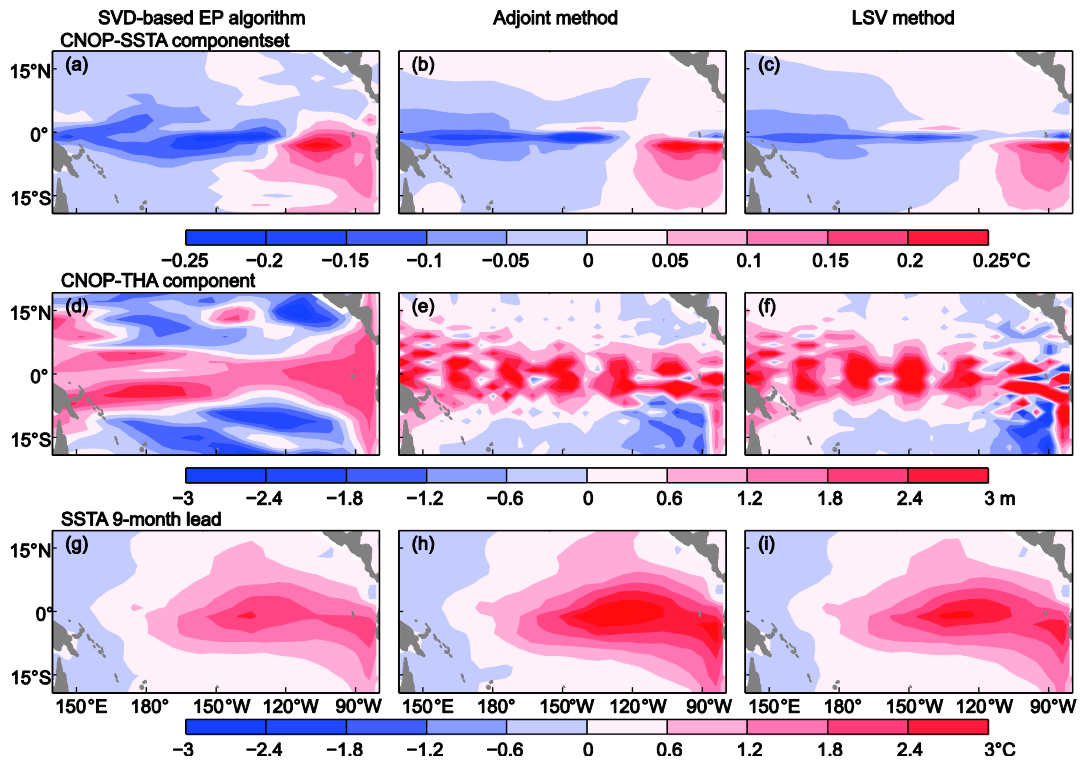 SVD-based EP algorithm Adjoint method LSV method
CNOP-SSTA componentset
(a) (b) (c)
15°N
0°
15°S
−0.25 −0.2 −0.15 −0.1 −0.05 0 0.05 0.1 0.15 0.2 0.25°C
CNOP-THA component
(d) (e) (f)
15°N
0°
15°S
−3 −2.4 −1.8 −1.2 −0.6 0 0.6 1.2 1.8 2.4 3 m
SSTA 9-month lead
(g) (h) (i)
15°N
0°
15°S
150°E 180° 150°W 120°W 90°W 150°E 180° 150°W 120°W 90°W 150°E 180° 150°W 120°W 90°W
−3 −2.4 −1.8 −1.2 −0.6 0 0.6 1.2 1.8 2.4 3°C